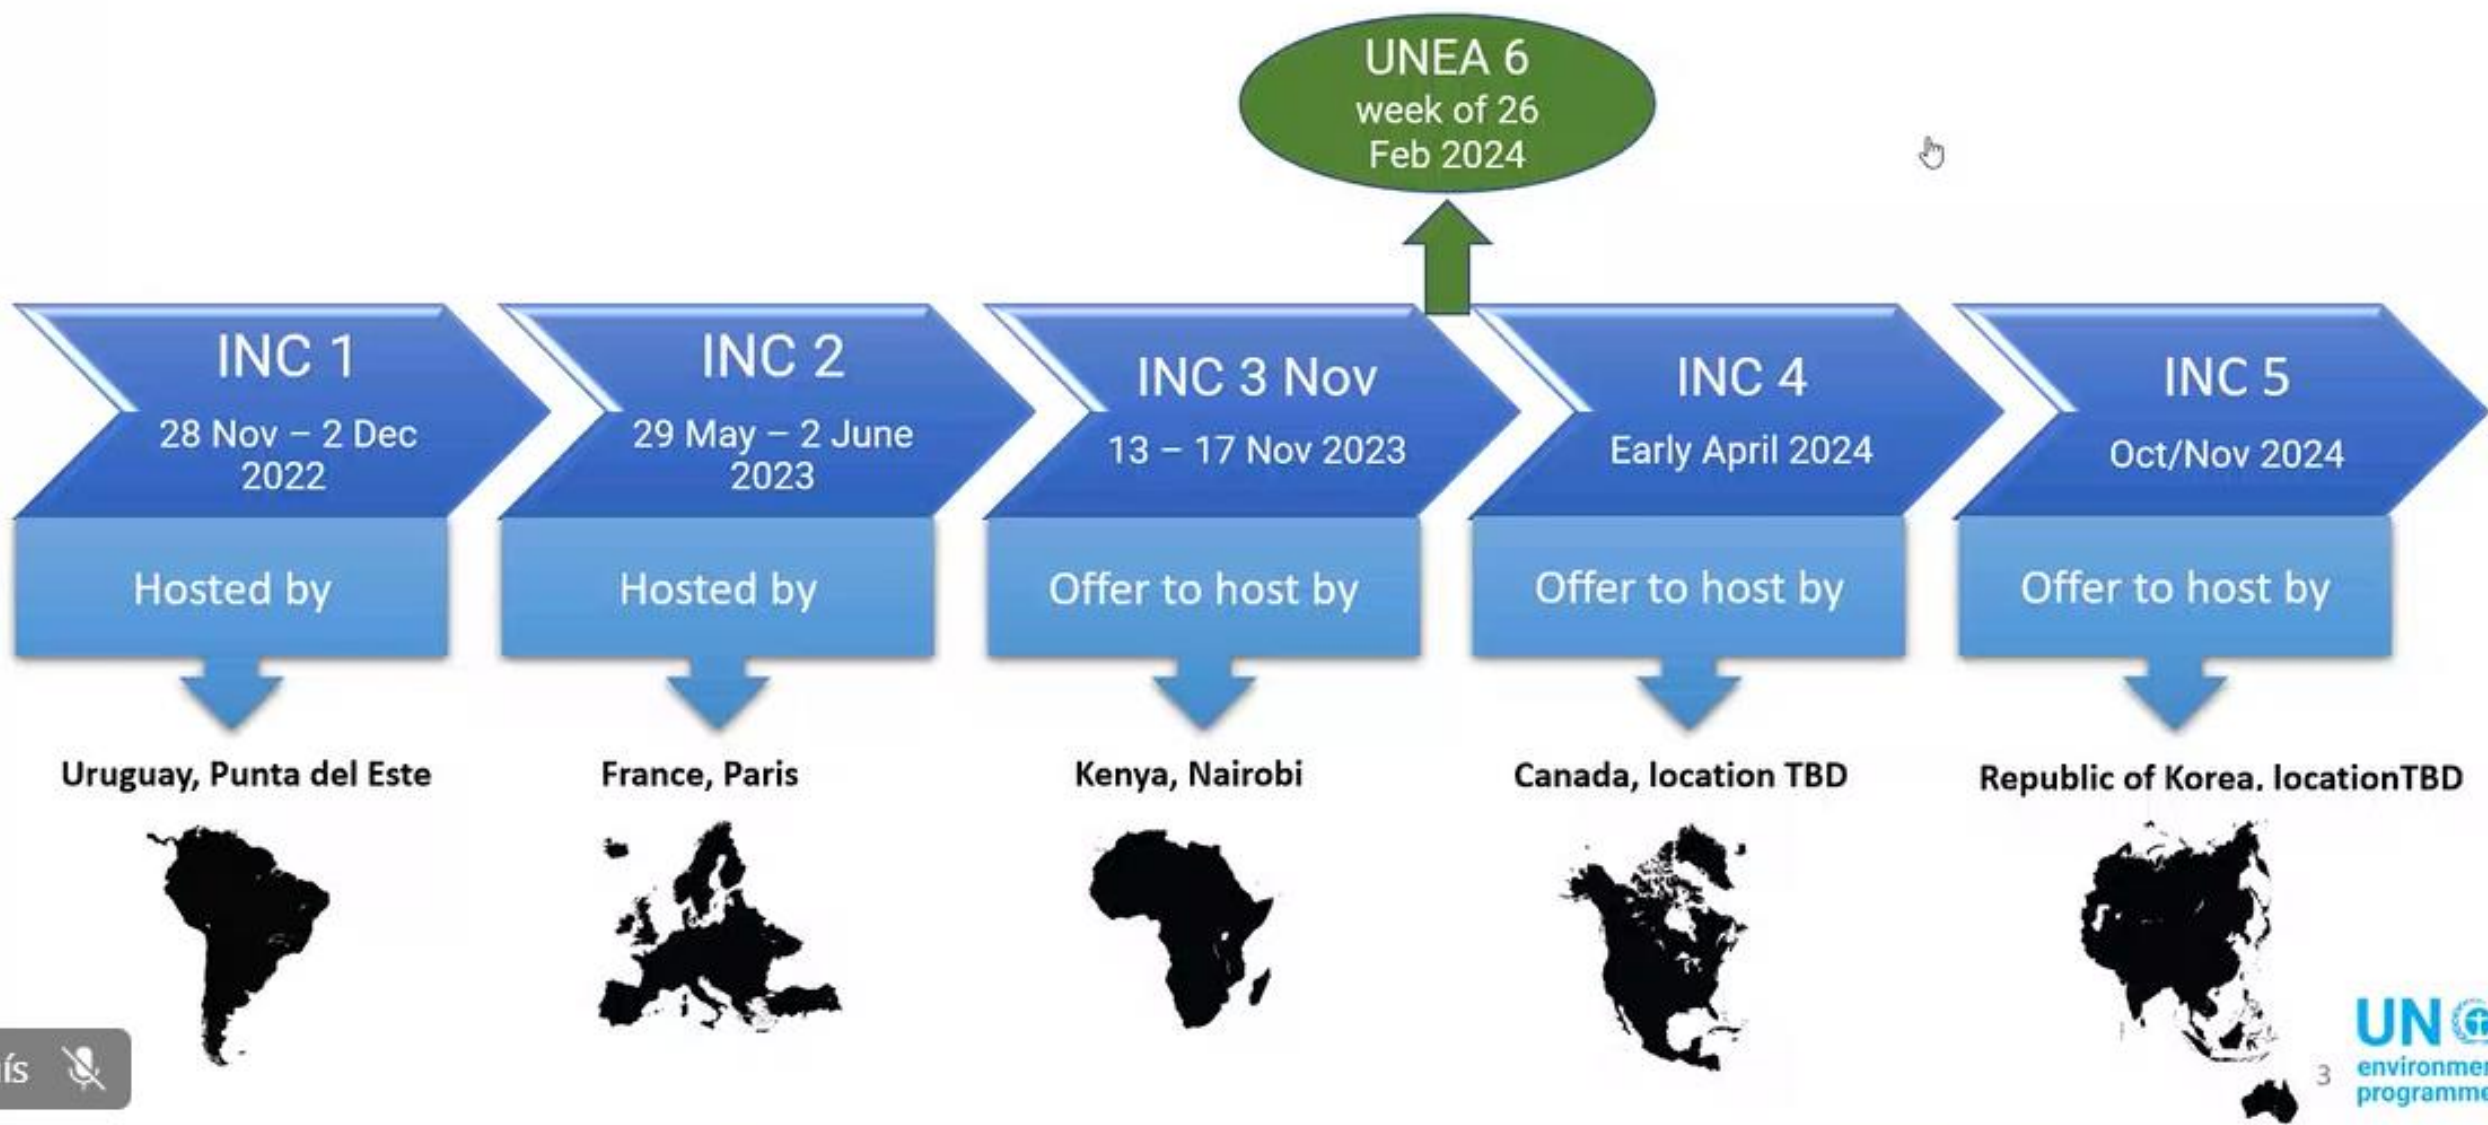 UNEA 6
week of 26
Feb 2024
INC 1
28 Nov – 2 Dec
2022
INC 2
29 May – 2 June
2023
INC 3 Nov
13 – 17 Nov 2023
INC 4
Early April 2024
INC 5
Oct/Nov 2024
Hosted by
Hosted by
Offer to host by
Offer to host by
Offer to host by
Uruguay, Punta del Este
France, Paris
Kenya, Nairobi
Canada, location TBD
Republic of Korea, locationTBD
ís
3
UN
environmen
programme